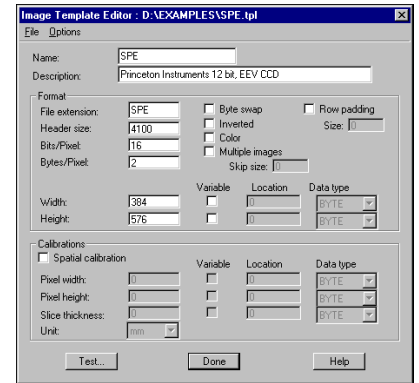 Image Template Editor : D:\EXAMPLES\SPE.tpl
File Options
Name: SPE
Description: Princeton Instruments 12 bit, EEV CCD
Format
File extension: SPE Byte swap Row padding
Header size: 4100 Inverted Size: 0
Bits/Pixel: 16 Color
Bytes/Pixel: 2 Multiple images
Skip size: 0
Variable Location Data type
Width: 384 0 BYTE
Height: 576 0 BYTE
Calibrations
Spatial calibration
Variable Location Data type
Pixel width: 0 0 BYTE
Pixel height: 0 0 BYTE
Slice thickness: 0 0 BYTE
Unit: mm
Test... Done Help